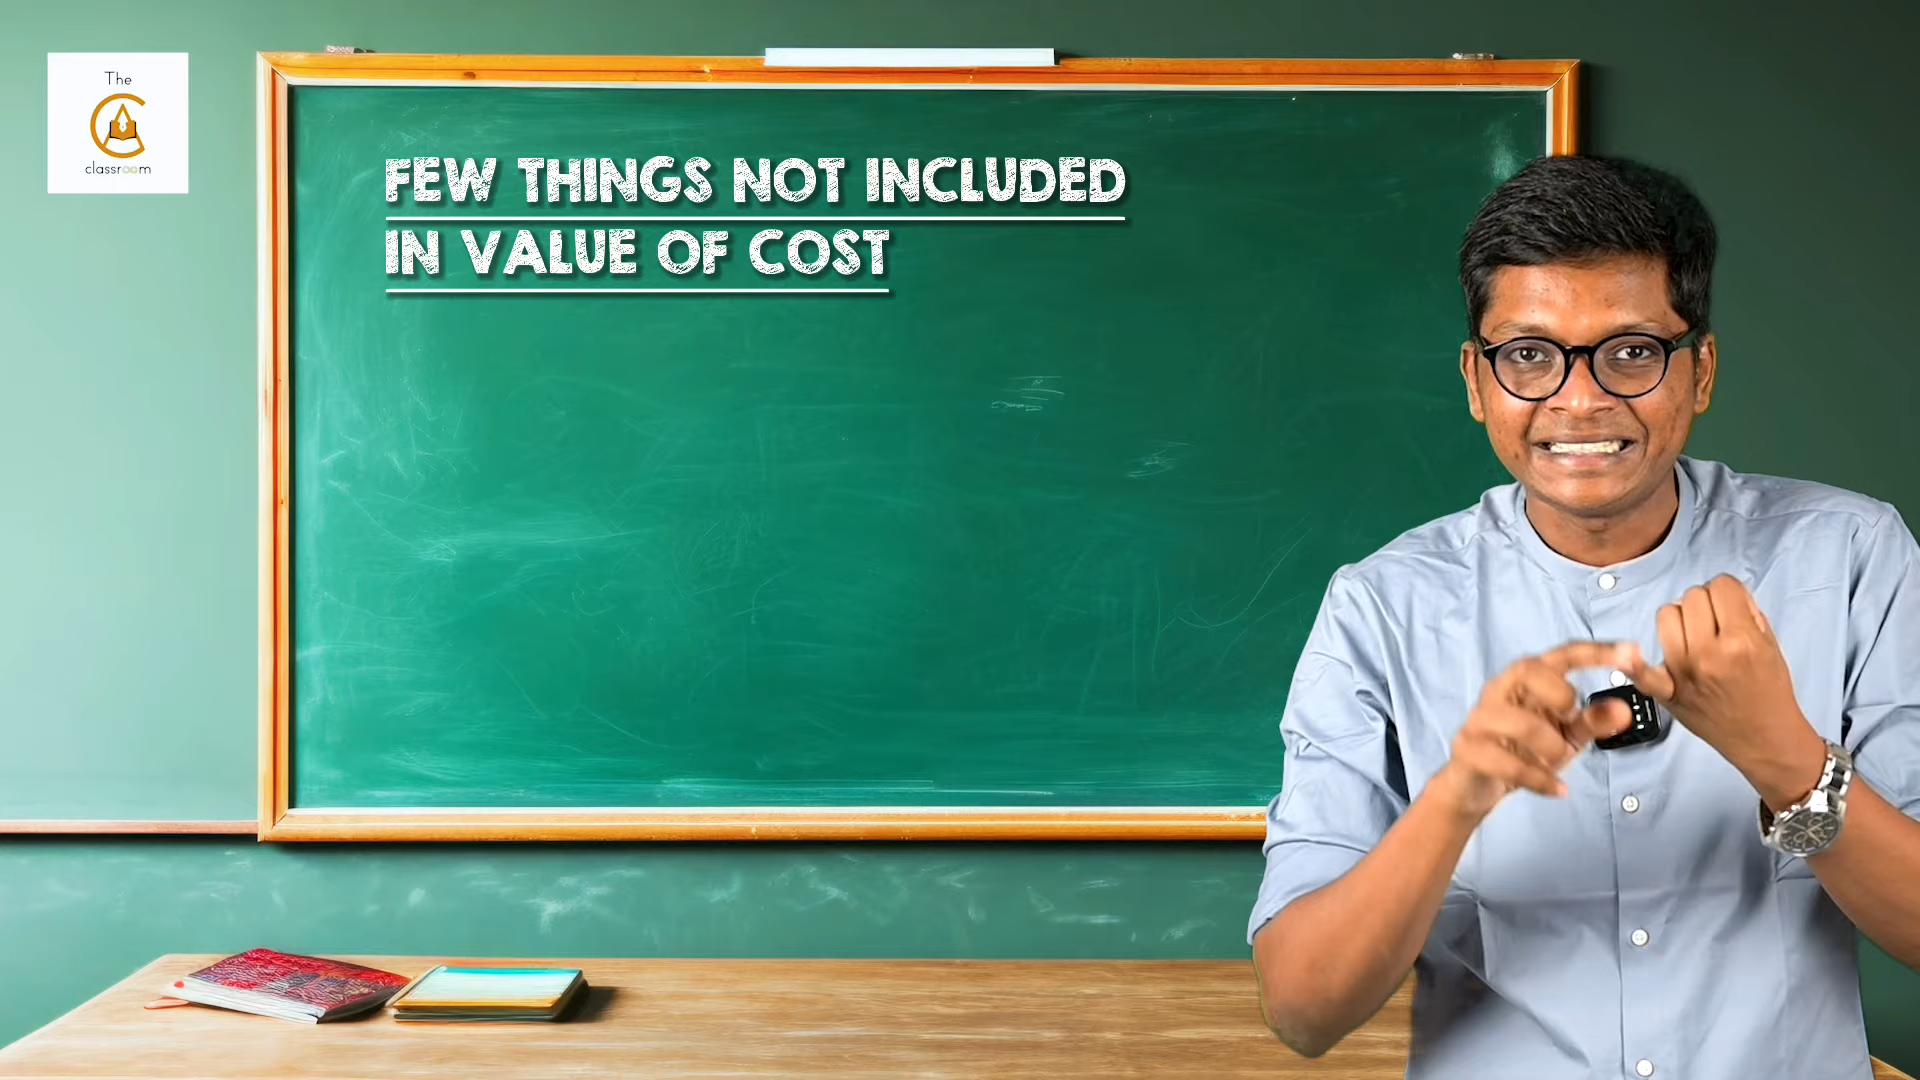 The
classroom
FEW THINGS NOT INCLUDED
IN VALUE OF COST